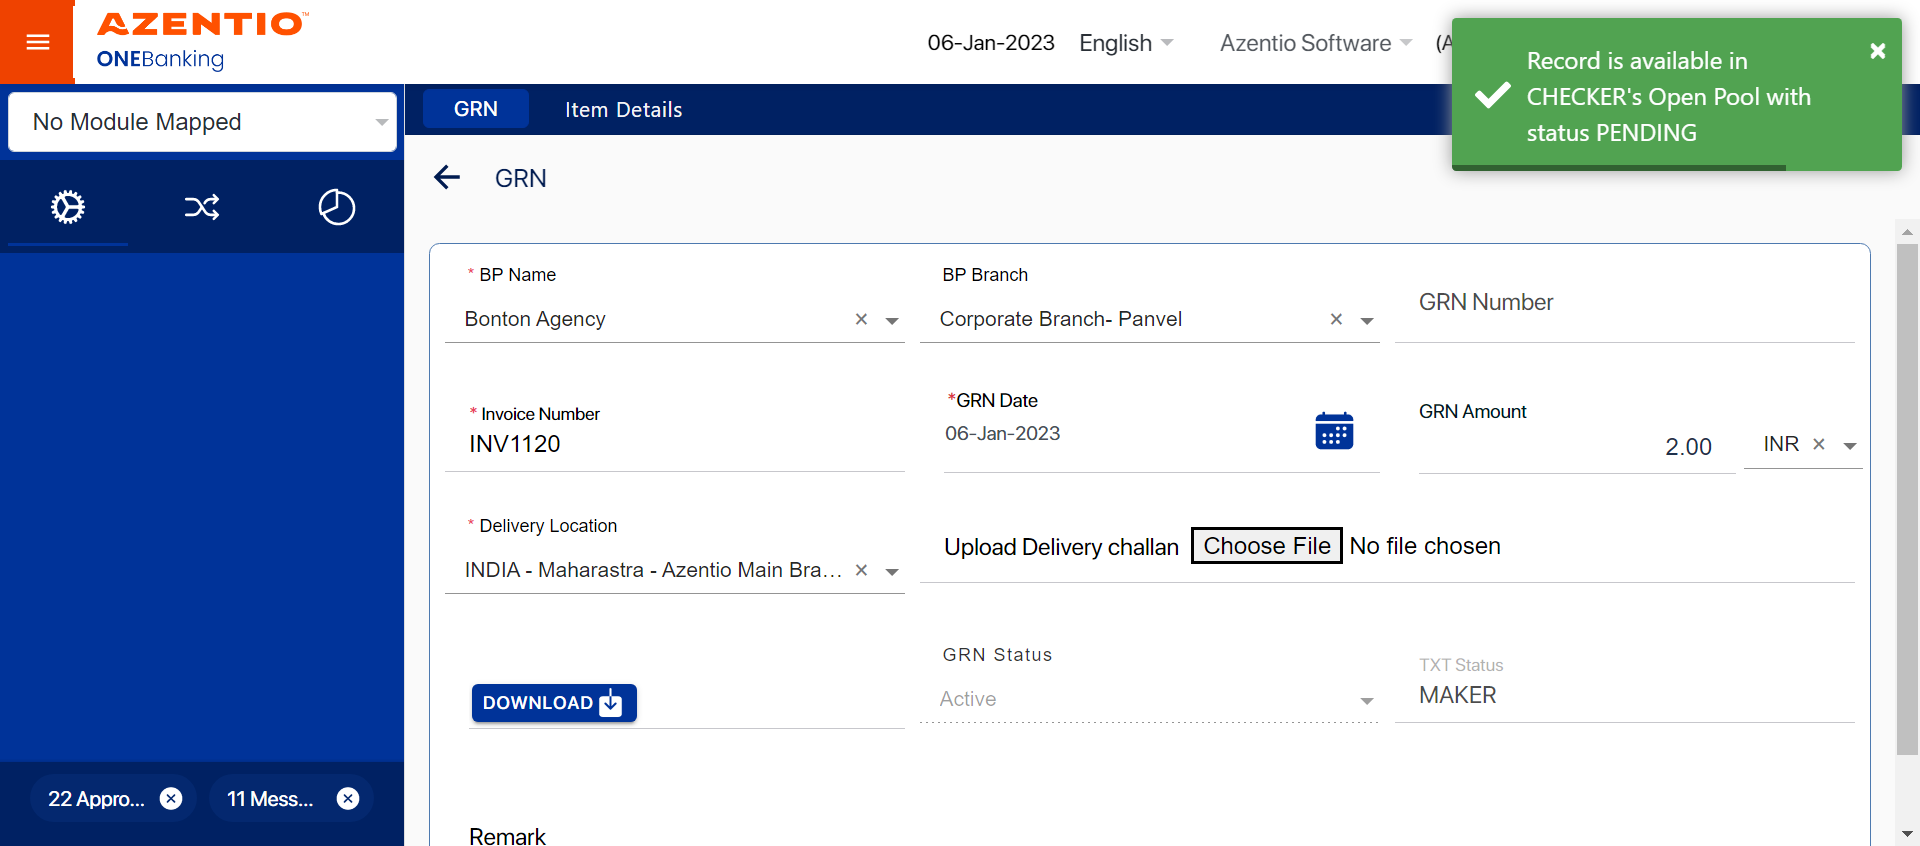 AZENTIO™
ONEBanking
06-Jan-2023
English
Azentio Software
(A
Record is available in
CHECKER's Open Pool with
status PENDING
No Module Mapped
GRN
Item Details
GRN
* BP Name
Bonton Agency
BP Branch
Corporate Branch- Panvel
GRN Number
* Invoice Number
INV1120
*GRN Date
06-Jan-2023
GRN Amount
2.00
INR
* Delivery Location
INDIA - Maharastra - Azentio Main Bra...
Upload Delivery challan
Choose File No file chosen
DOWNLOAD
GRN Status
Active
TXT Status
MAKER
22 Appro...
11 Mess...
Remark